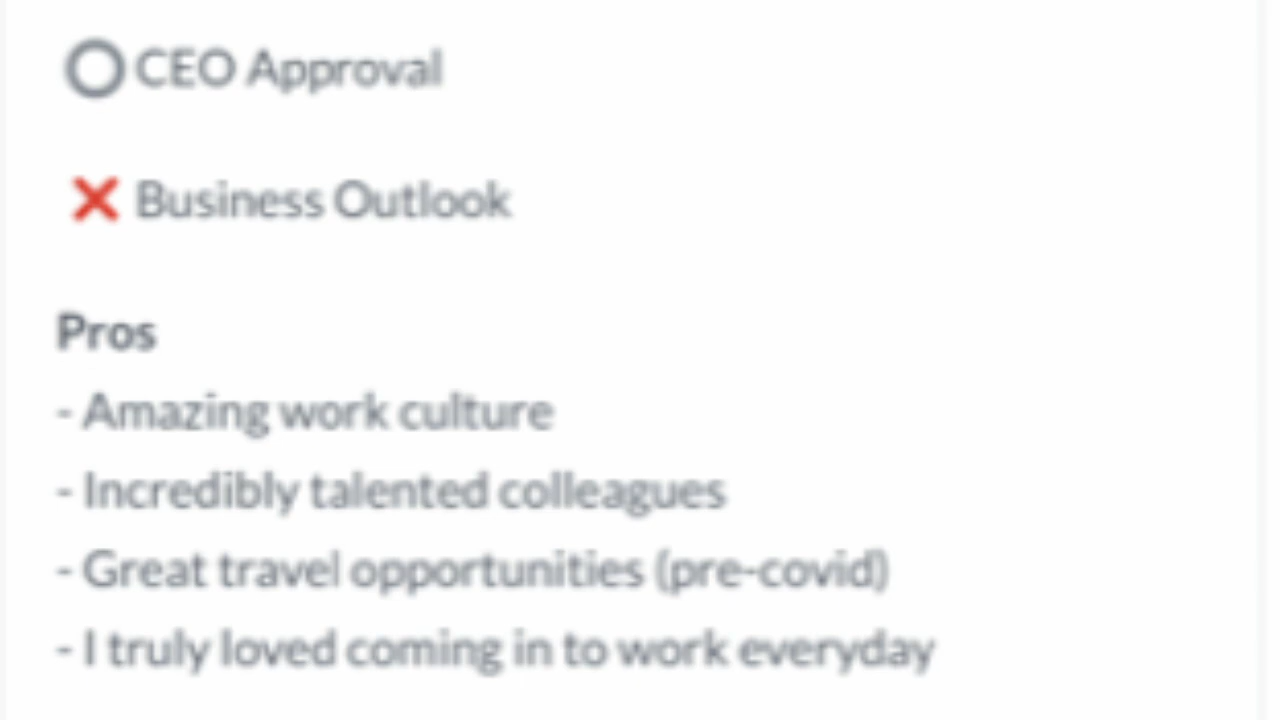 CEO Approval
Business Outlook
Pros
- Amazing work culture
- Incredibly talented colleagues
- Great travel opportunities (pre-covid)
- I truly loved coming in to work everyday